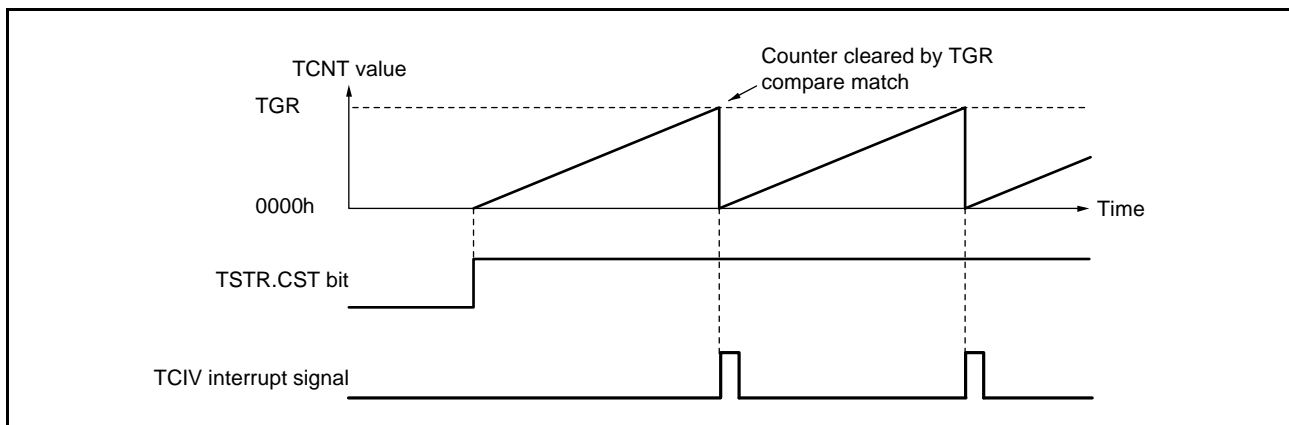 Counter cleared by TGR
compare match
TCNT value
TGR
0000h
Time
TSTR.CST bit
TCIV interrupt signal